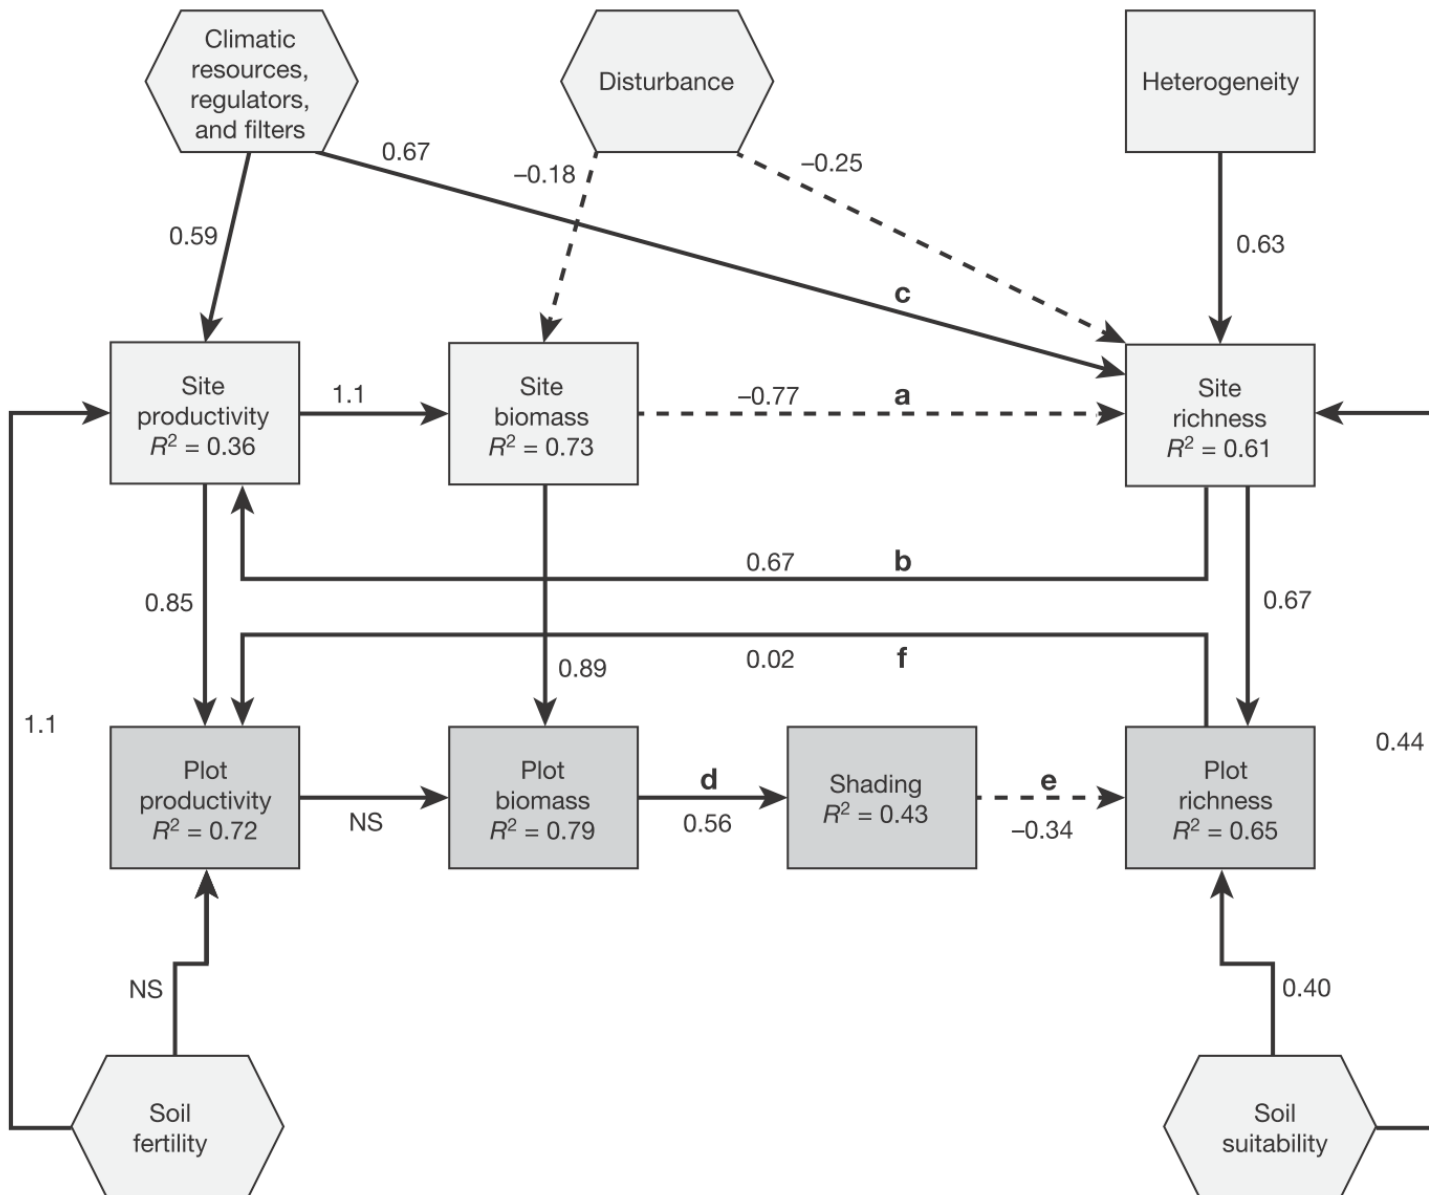 Climatic
resources,
regulators,
and filters
Disturbance
Heterogeneity
0.67
–0.18
–0.25
0.59
0.63
c
Site
productivity
R² = 0.36
1.1
Site
biomass
R² = 0.73
–0.77
a
Site
richness
R² = 0.61
0.67
b
0.85
0.67
0.02
f
0.89
1.1
0.44
Plot
productivity
R² = 0.72
NS
Plot
biomass
R² = 0.79
d
0.56
Shading
R² = 0.43
e
–0.34
Plot
richness
R² = 0.65
NS
0.40
Soil
fertility
Soil
suitability